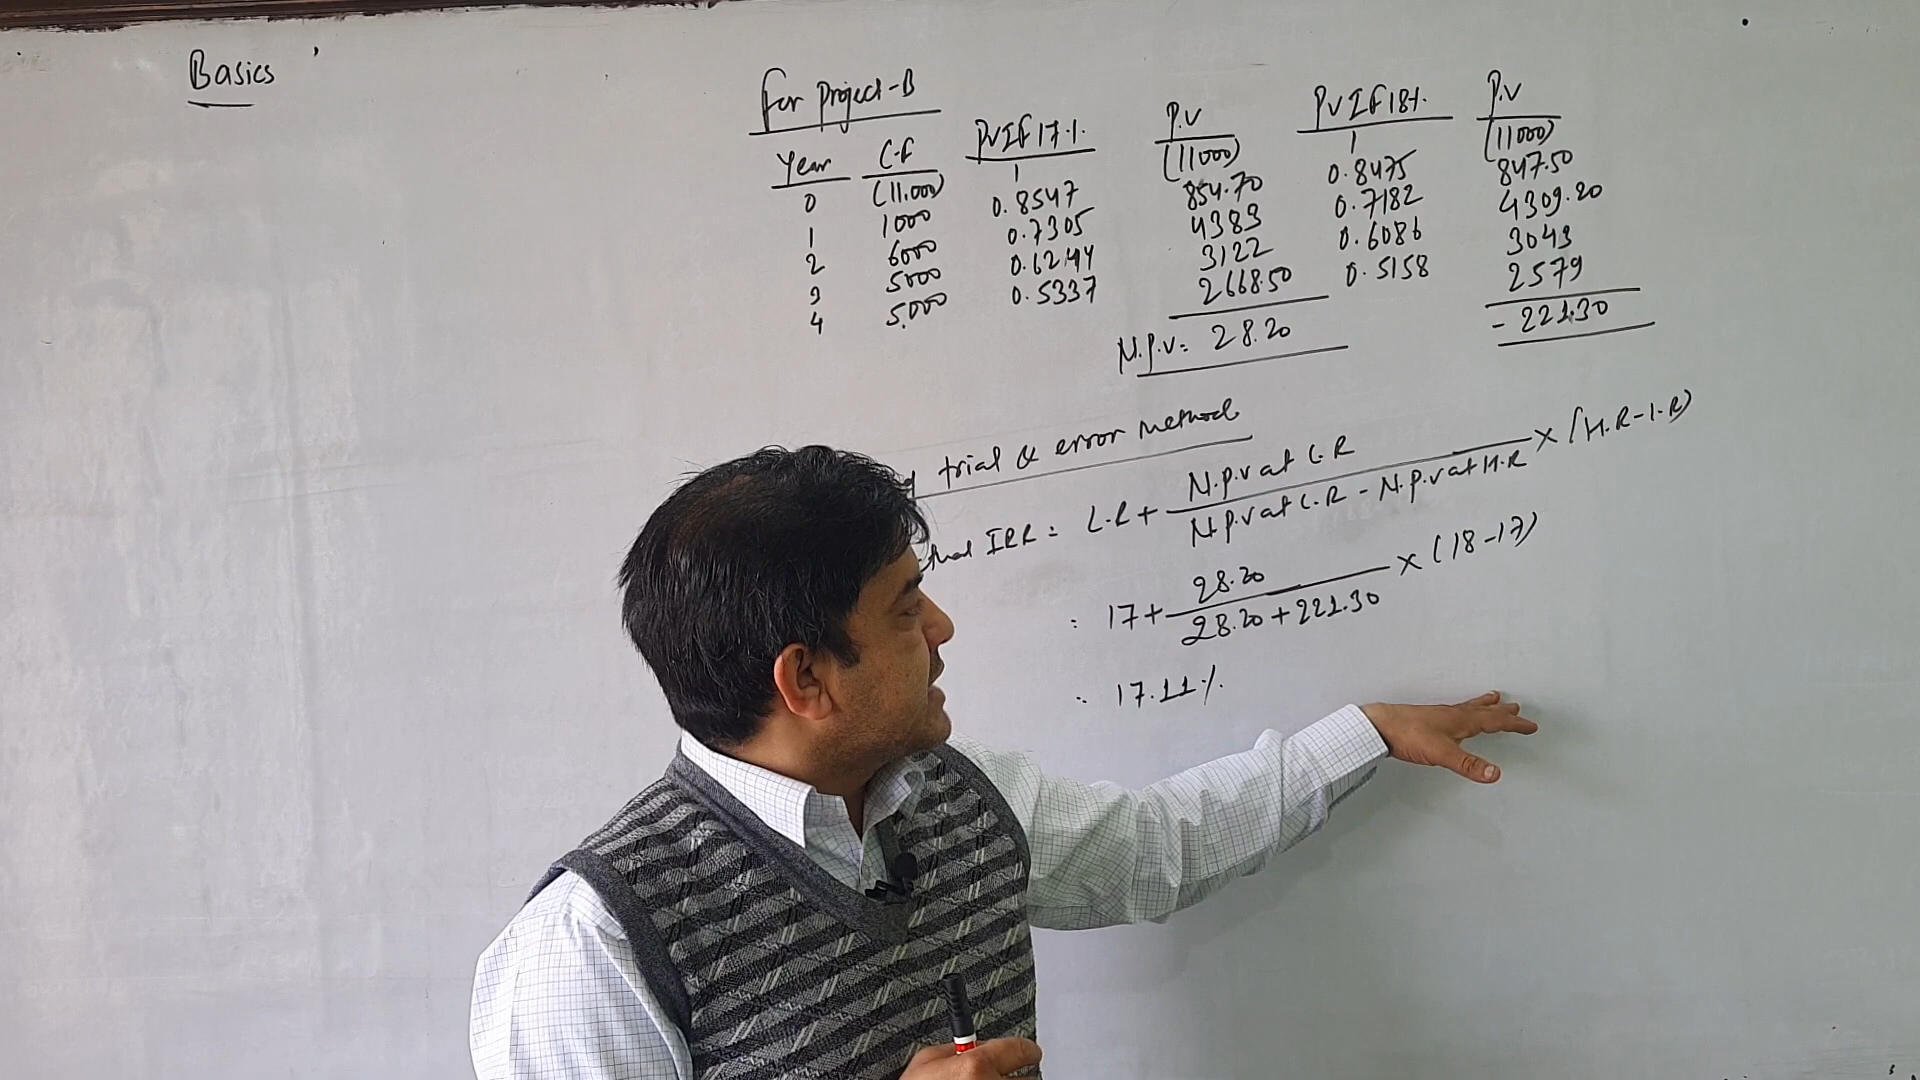 Basics
For Project-B
Year C.F PVIF 17% P.V PVIF 18% P.V
0 (11,000) 1 (11000) 1 (11000)
1 1000 0.8547 854.70 0.8475 847.50
2 6000 0.7305 4383 0.7182 4309.20
3 5000 0.6244 3122 0.6086 3043
4 5,000 0.5337 2668.50 0.5158 2579
N.P.V = 28.20 - 221.30
trial & error method
IRR = L.R + N.P.V at L.R / N.P.V at L.R - N.P.V at H.R × (H.R - L.R)
= 17 + 28.20 / 28.20 + 221.30 × (18 - 17)
= 17.11%